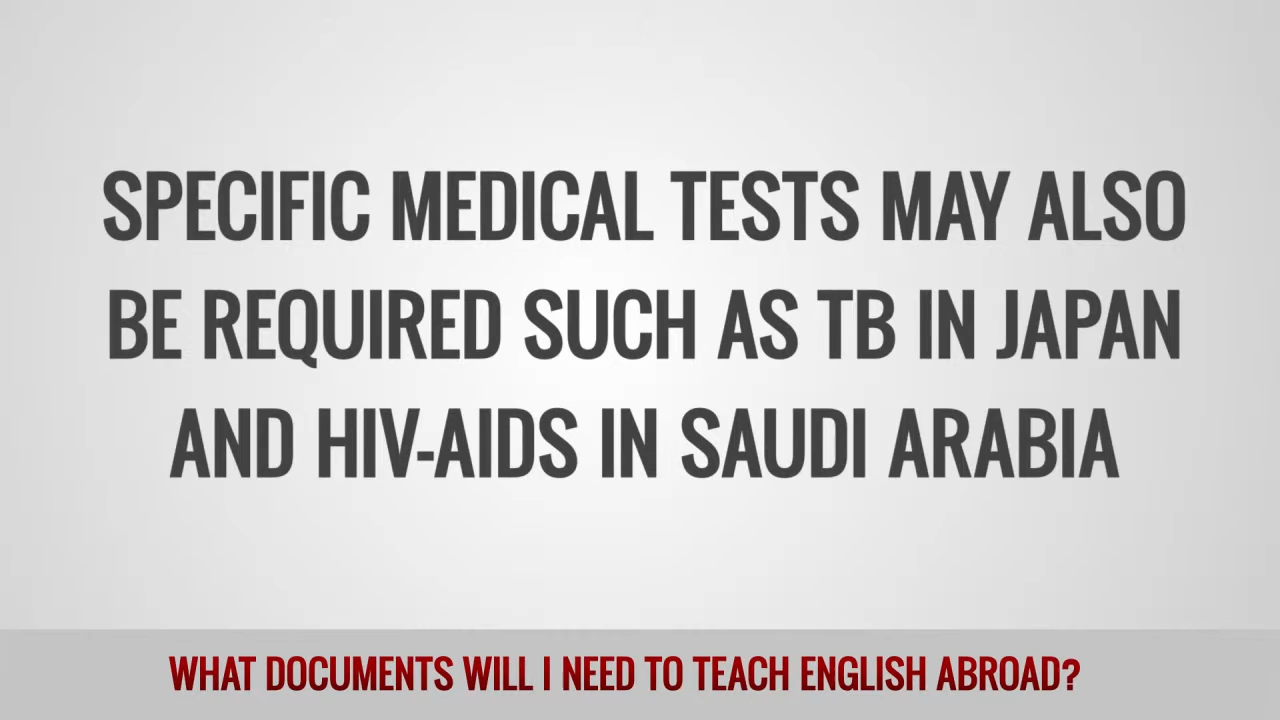 SPECIFIC MEDICAL TESTS MAY ALSO
BE REQUIRED SUCH AS TB IN JAPAN
AND HIV-AIDS IN SAUDI ARABIA
WHAT DOCUMENTS WILL I NEED TO TEACH ENGLISH ABROAD?